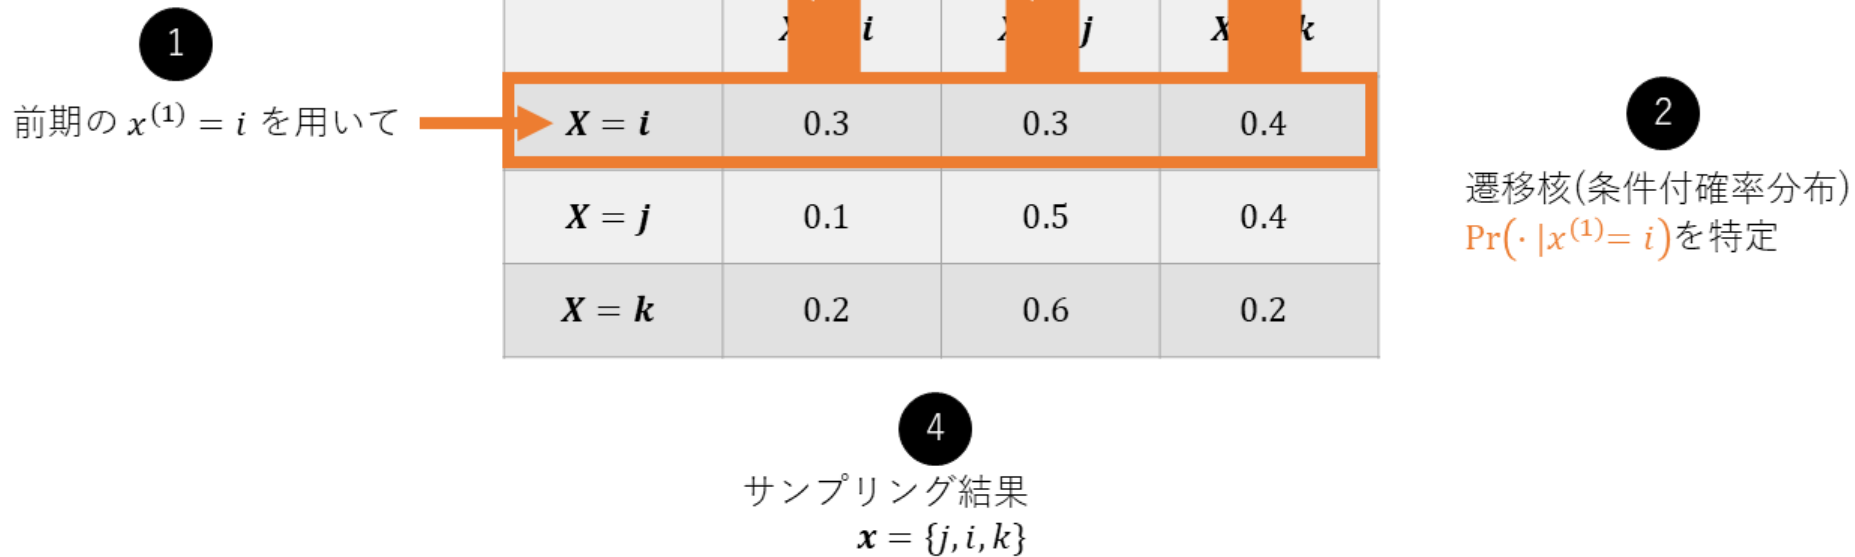 1
前期の x⁽¹⁾ = i を用いて
i j k
X = i 0.3 0.3 0.4
X = j 0.1 0.5 0.4
X = k 0.2 0.6 0.2
2
遷移核(条件付確率分布)
Pr(· |x⁽¹⁾= i)を特定
4
サンプリング結果
x = {j, i, k}